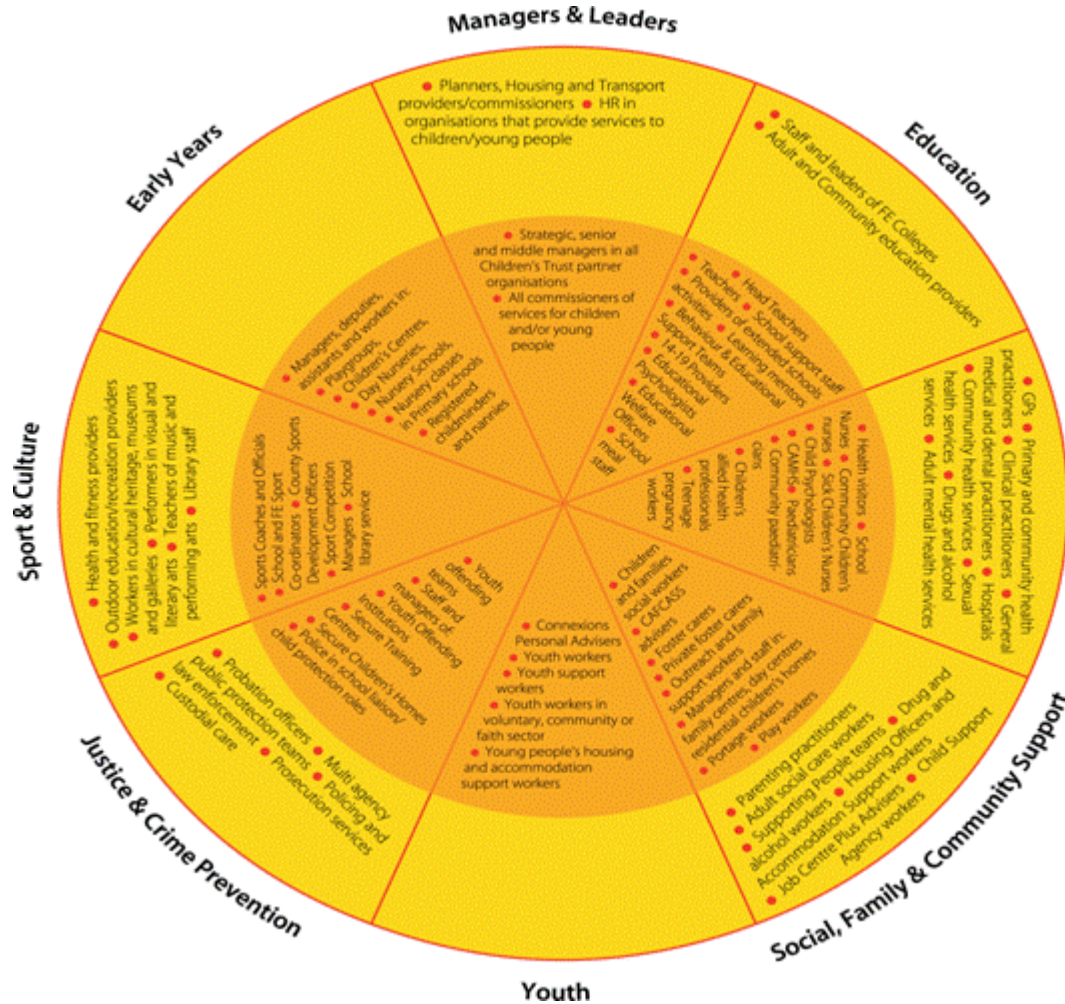 Managers & Leaders
● Planners, Housing and Transport
providers/commissioners ● HR in
organisations that provide services to
children/young people
● Strategic, senior
and middle managers in all
Children's Trust partner
organisations
● All commissioners of
services for children
and/or young
people
Education
● Staff and leaders of FE Colleges
● Adult and Community education providers
● Head Teachers
● Teachers ● School support staff
● Providers of extended schools
activities ● Learning mentors
● Behaviour & Educational
Support Teams
● 14-19 Providers
● Educational
Psychologists
● Educational
Welfare
Officers
● School
meal
staff
● GPs ● Primary and community health
practitioners ● Clinical practitioners ● General
medical and dental practitioners ● Hospitals
● Community health services ● Sexual
health services ● Drugs and alcohol
services ● Adult mental health services
● Health visitors ● School
Nurses ● Community Children's
nurses ● Sick Children's Nurses
● Child Psychologists
● CAMHS ● Paediatricians
● Community paediatri-
cians
● Children's
allied health
professionals
● Teenage
pregnancy
workers
Social, Family & Community Support
● Children
and families
social workers
● CAFCASS
advisers
● Foster carers
● Private foster carers
● Outreach and family
support workers
● Managers and staff in:
family centres, day centres
residential children's homes
● Portage workers
● Play workers
● Parenting practitioners
● Adult social care workers
● Supporting People teams ● Drug and
alcohol workers ● Housing Officers and
Accommodation Support workers
● Job Centre Plus Advisers ● Child Support
Agency workers
Youth
● Connexions
Personal Advisers
● Youth workers
● Youth support
workers
● Youth workers in
voluntary, community or
faith sector
● Young people's housing
and accommodation
support workers
Justice & Crime Prevention
● Youth
offending
teams
● Staff and
managers of:
● Youth Offending
Institutions
● Secure Training
Centres
● Secure Children's Homes
● Police in school liaison/
child protection roles
● Probation officers ● Multi agency
public protection teams ● Policing and
law enforcement ● Prosecution services
● Custodial care
Sport & Culture
● Health and fitness providers
● Outdoor education/recreation providers
● Workers in cultural heritage, museums
and galleries ● Performers in visual and
literary arts ● Teachers of music and
performing arts ● Library staff
● Sports Coaches and Officials
● School and FE Sport
Co-ordinators ● County Sports
Development Officers
● Sport Competition
Managers ● School
library service
Early Years
● Managers, deputies,
assistants and workers in:
● Playgroups,
● Children's Centres,
● Day Nurseries,
● Nursery Schools,
● Nursery classes
in Primary schools
● Registered
childminders
and nannies